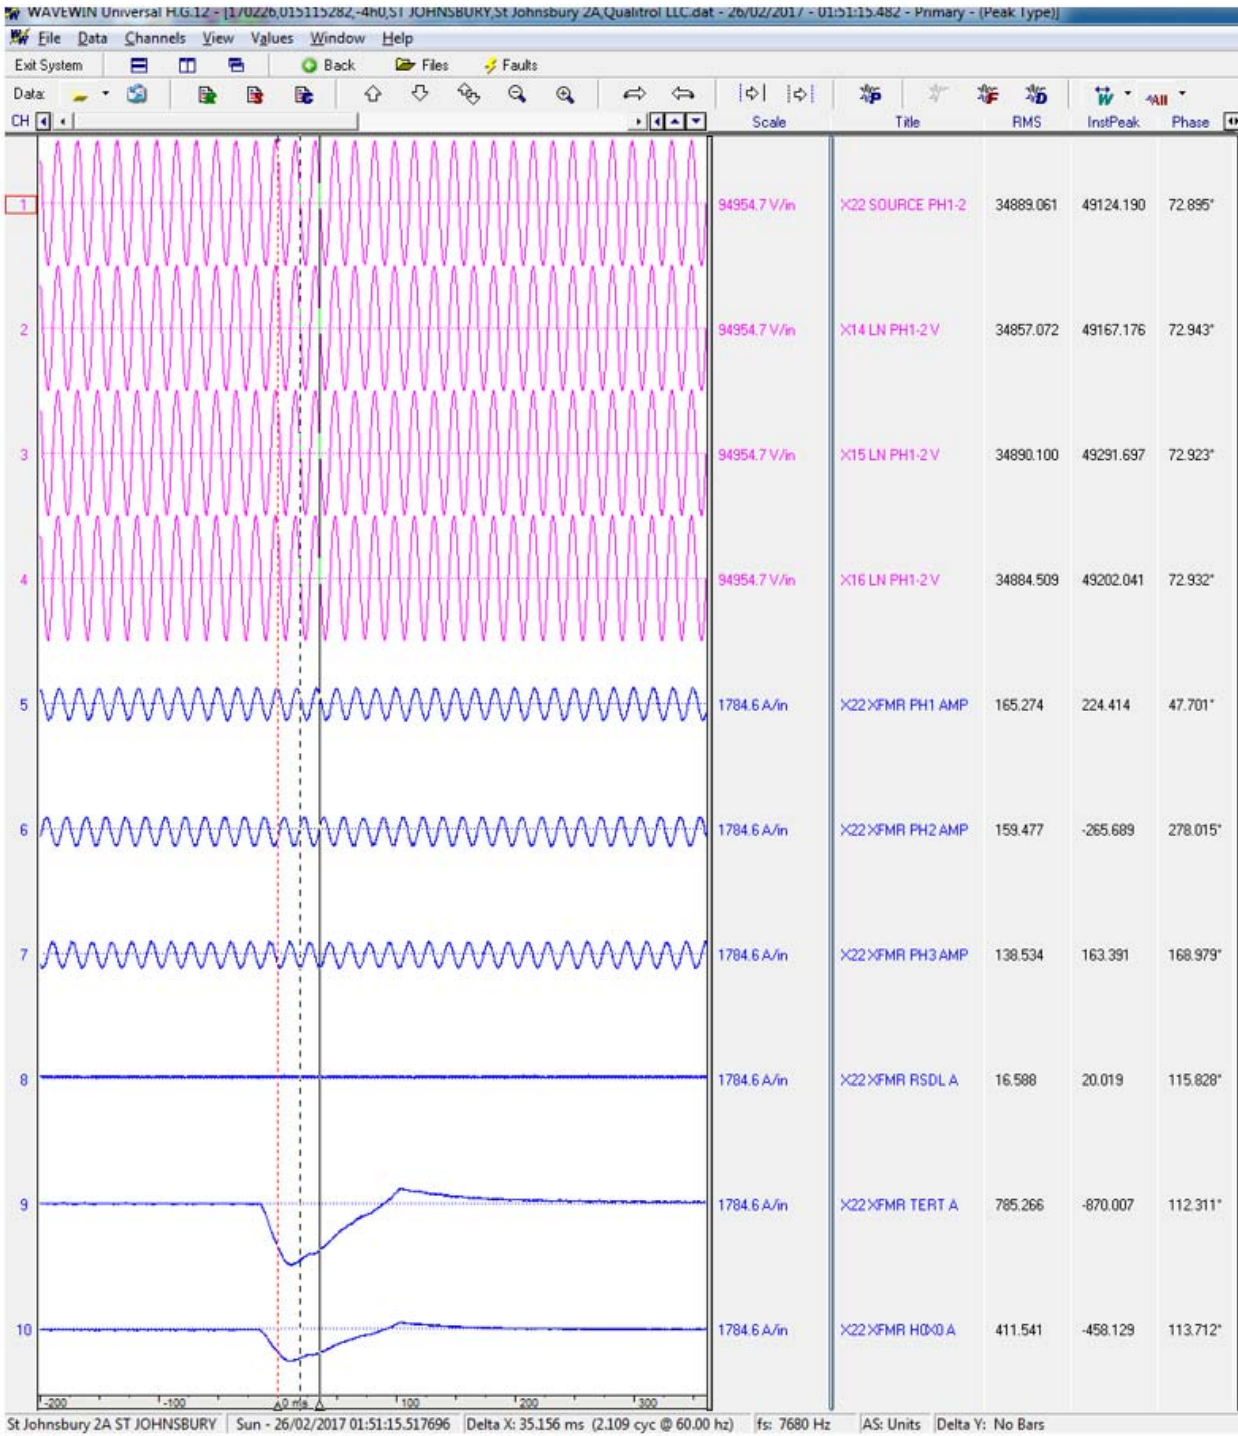 WAVEWIN Universal H.G.12 - [170226,015115282,-4h0,ST JOHNSBURY,St Johnsbury 2A,Qualitrol LLC.dat - 26/02/2017 - 01:51:15.482 - Primary - (Peak Type)]
File Data Channels View Values Window Help
Exit System Back Files Faults
Data:
CH Scale Title RMS InstPeak Phase
1 94954.7 V/in X22 SOURCE PH1-2 34889.061 49124.190 72.895°
2 94954.7 V/in X14 LN PH1-2 V 34857.072 49167.176 72.943°
3 94954.7 V/in X15 LN PH1-2 V 34890.100 49291.697 72.923°
4 94954.7 V/in X16 LN PH1-2 V 34884.509 49202.041 72.932°
5 1784.6 A/in X22 XFMR PH1 AMP 165.274 224.414 47.701°
6 1784.6 A/in X22 XFMR PH2 AMP 159.477 -265.689 278.015°
7 1784.6 A/in X22 XFMR PH3 AMP 138.534 163.391 168.979°
8 1784.6 A/in X22 XFMR RSDL A 16.588 20.019 115.828°
9 1784.6 A/in X22 XFMR TERT A 785.266 -870.007 112.311°
10 1784.6 A/in X22 XFMR H0X0 A 411.541 -458.129 113.712°
-200 -100 0 ms 100 200 300
St Johnsbury 2A ST JOHNSBURY Sun - 26/02/2017 01:51:15.517696 Delta X: 35.156 ms (2.109 cyc @ 60.00 hz) fs: 7680 Hz AS: Units Delta Y: No Bars